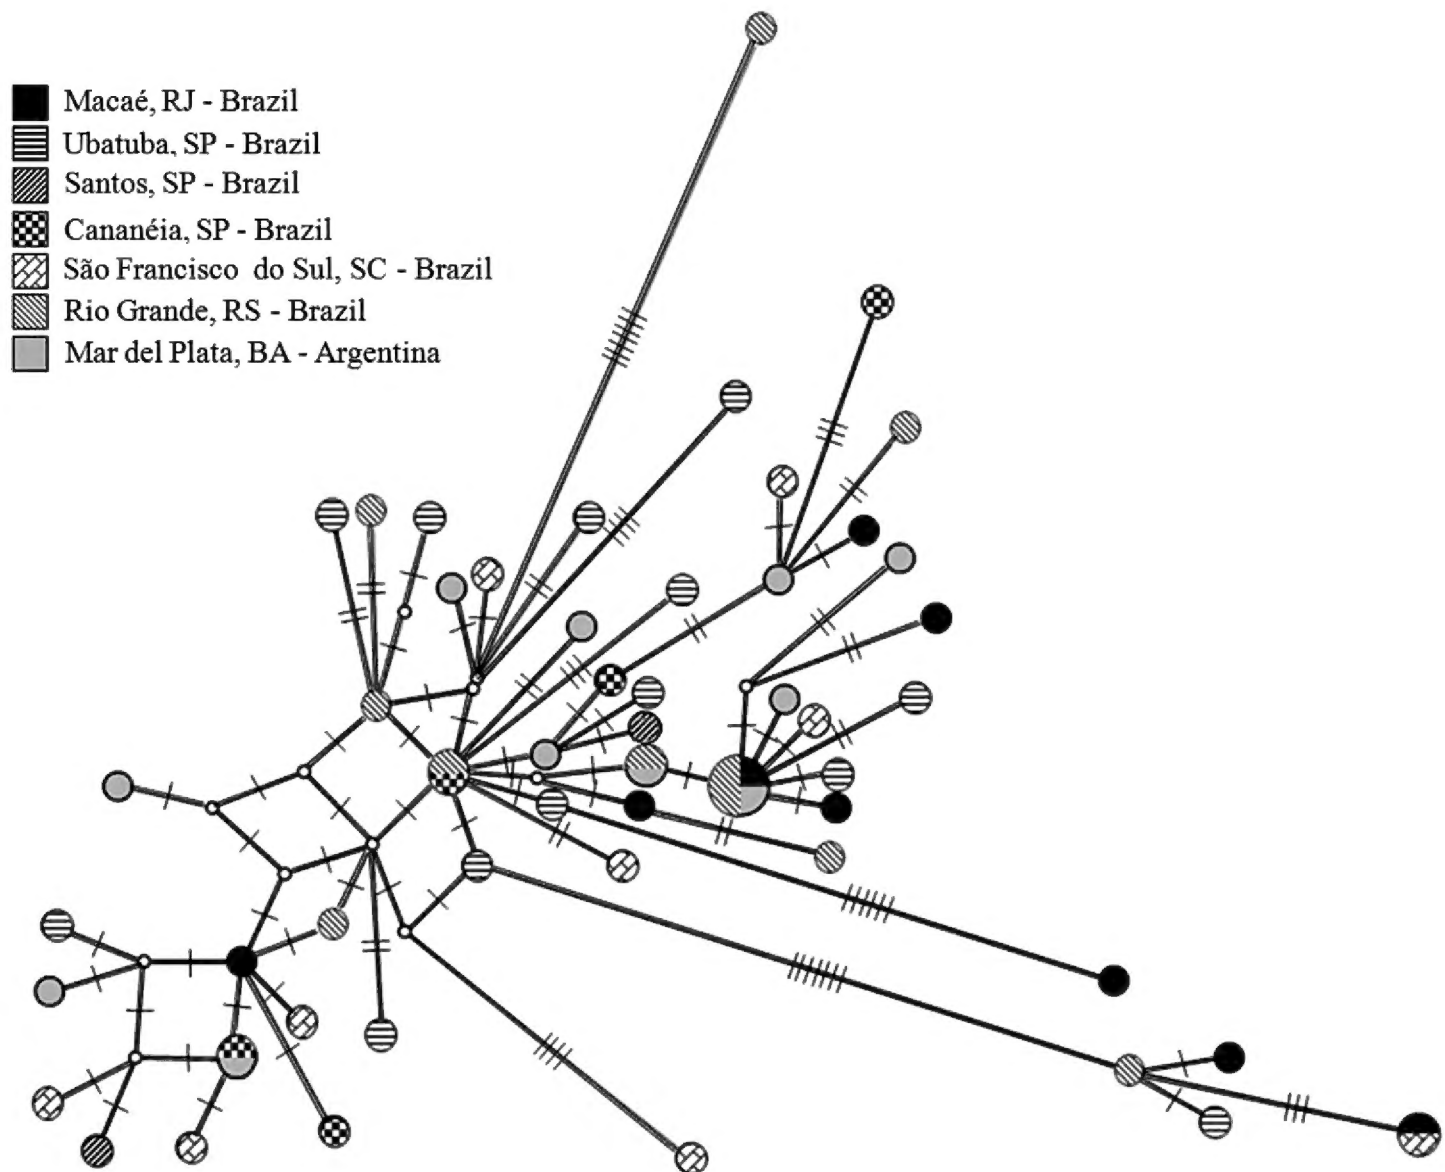 Macaé, RJ - Brazil
Ubatuba, SP - Brazil
Santos, SP - Brazil
Cananéia, SP - Brazil
São Francisco do Sul, SC - Brazil
Rio Grande, RS - Brazil
Mar del Plata, BA - Argentina